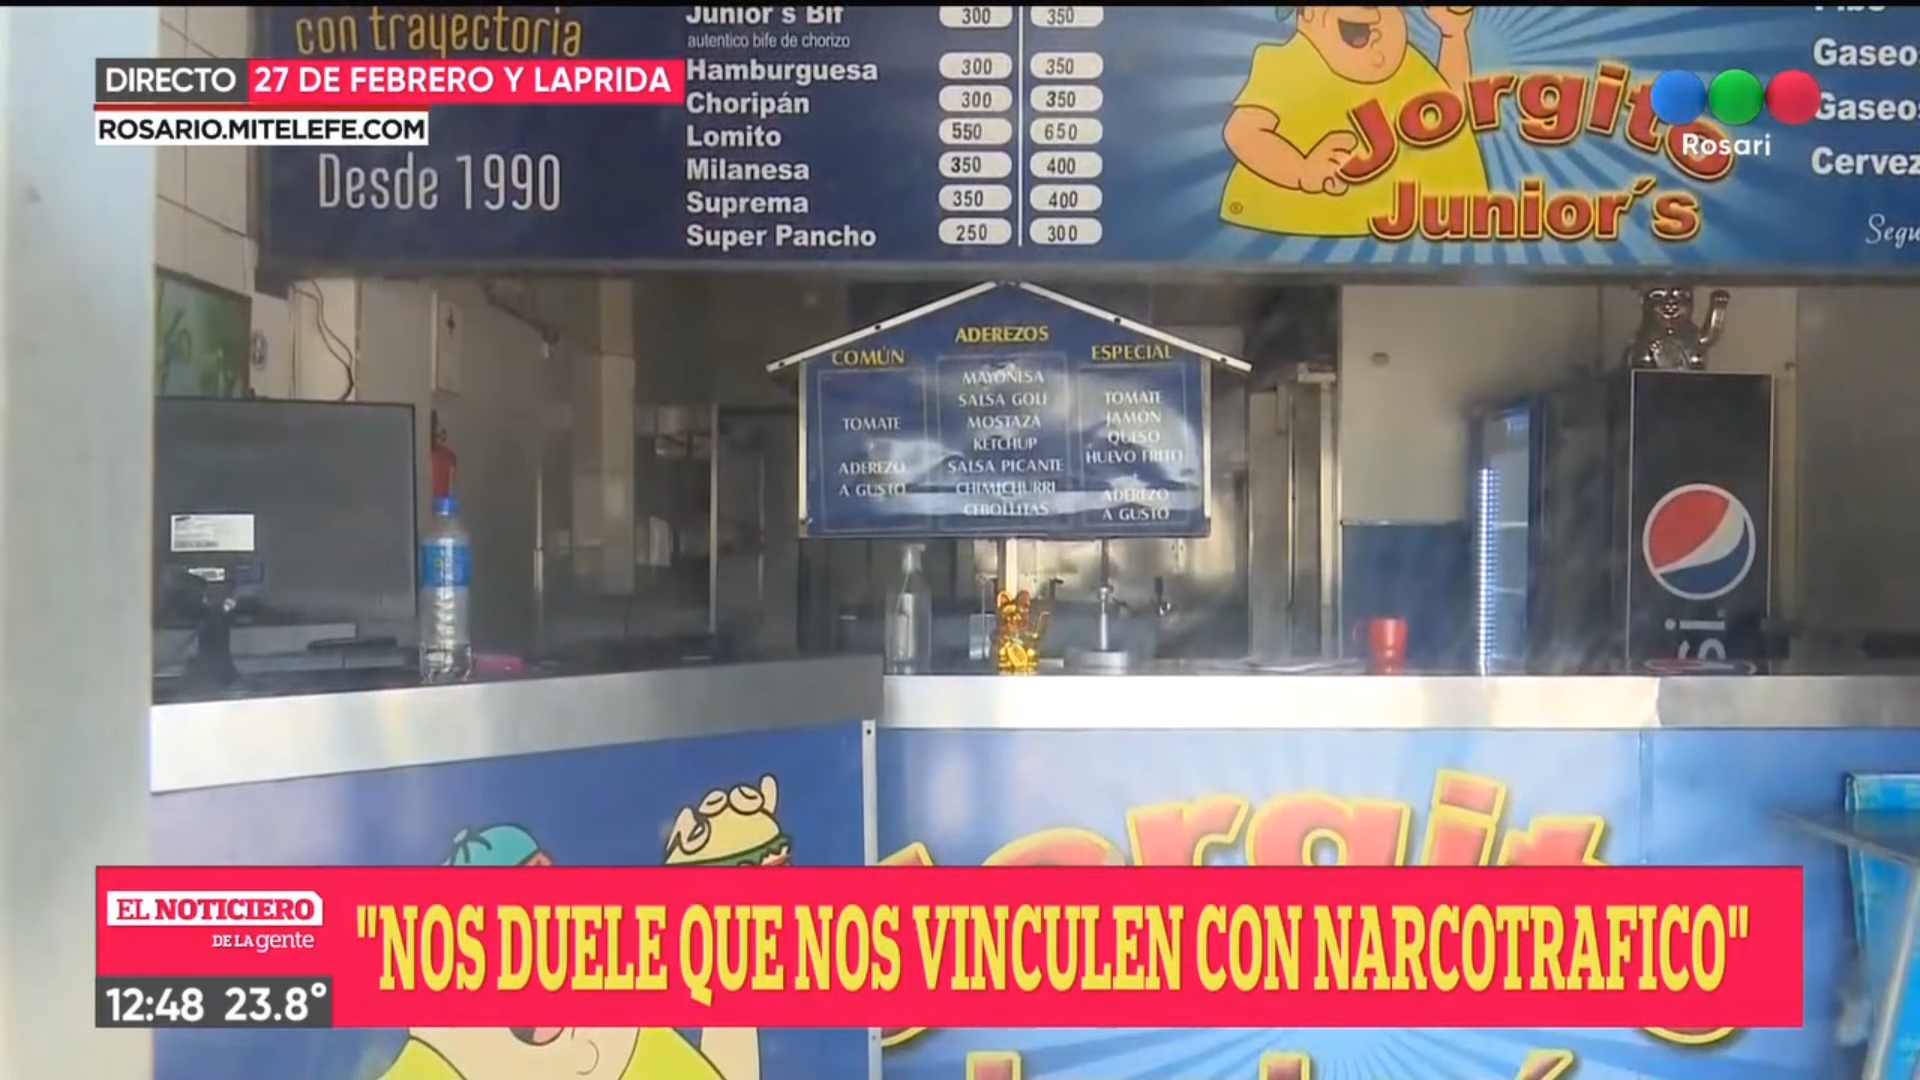 con trayectoria
Desde 1990
DIRECTO 27 DE FEBRERO Y LAPRIDA
ROSARIO.MITELEFE.COM
Junior's Bif 300 350
autentico bife de chorizo
Hamburguesa 300 350
Choripán 300 350
Lomito 550 650
Milanesa 350 400
Suprema 350 400
Super Pancho 250 300
Jorgito
Junior's
Rosari
Gaseo
Gaseo
Cervez
Segu
ADEREZOS
COMÚN
TOMATE
ADEREZO
A GUSTO
MAYONESA
SALSA GOLF
MOSTAZA
KETCHUP
SALSA PICANTE
CHIMICHURRI
CEBOLLITAS
ESPECIAL
TOMATE
JAMÓN
QUESO
HUEVO FRITO
ADEREZO
A GUSTO
SI.
EL NOTICIERO
DE LA gente
"NOS DUELE QUE NOS VINCULEN CON NARCOTRAFICO"
12:48 23.8°